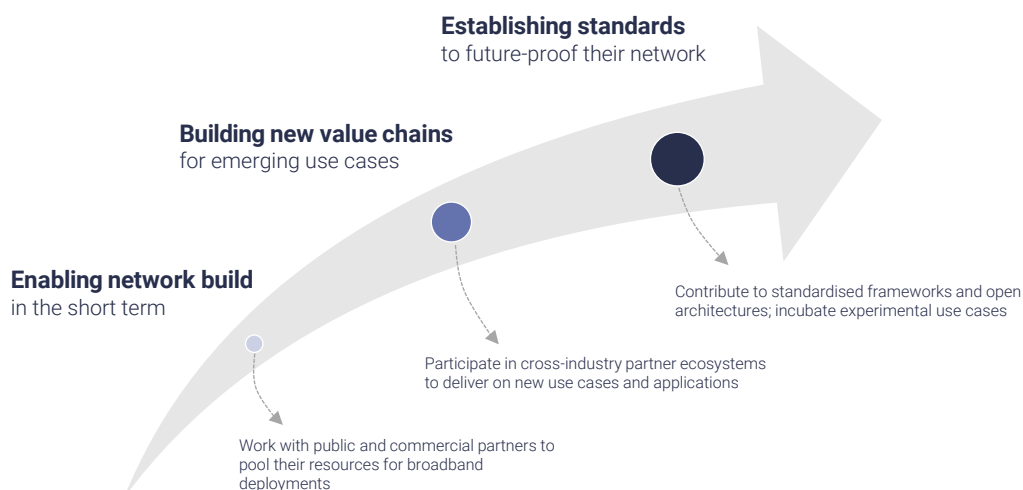 Establishing standards
to future-proof their network
Building new value chains
for emerging use cases
Enabling network build
in the short term
Contribute to standardised frameworks and open
architectures; incubate experimental use cases
Participate in cross-industry partner ecosystems
to deliver on new use cases and applications
Work with public and commercial partners to
pool their resources for broadband
deployments